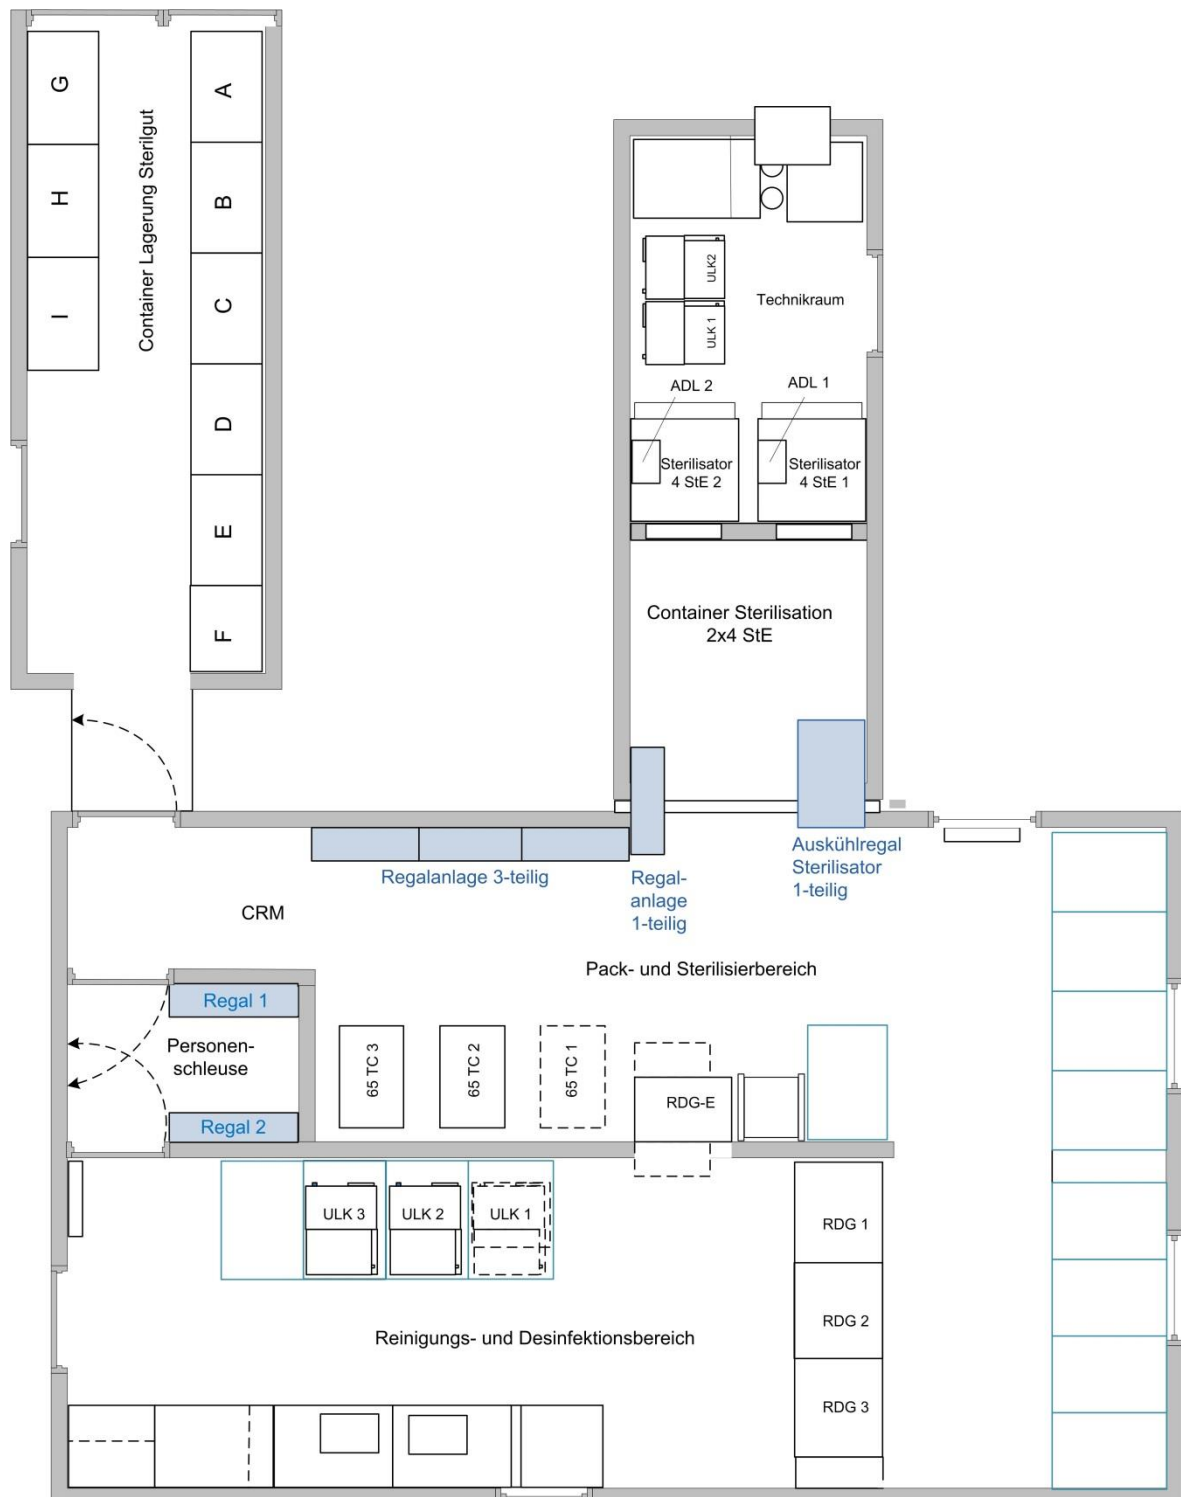 G
H
I
Container Lagerung Sterilgut
A
B
C
D
E
F
ULK2
ULK 1
Technikraum
ADL 2
ADL 1
Sterilisator
4 StE 2
Sterilisator
4 StE 1
Container Sterilisation
2x4 StE
Regalanlage 3-teilig
Regal-
anlage
1-teilig
Auskühlregal
Sterilisator
1-teilig
CRM
Pack- und Sterilisierbereich
Regal 1
Personen-
schleuse
Regal 2
65 TC 3
65 TC 2
65 TC 1
RDG-E
ULK 3
ULK 2
ULK 1
RDG 1
RDG 2
RDG 3
Reinigungs- und Desinfektionsbereich